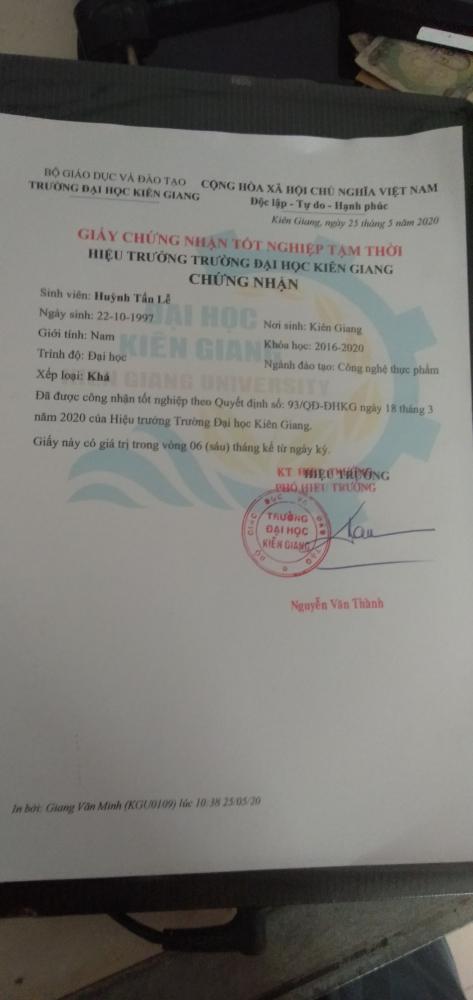 BỘ GIÁO DỤC VÀ ĐÀO TẠO
TRƯỜNG ĐẠI HỌC KIÊN GIANG
CỘNG HÒA XÃ HỘI CHỦ NGHĨA VIỆT NAM
Độc lập - Tự do - Hạnh phúc
Kiên Giang, ngày 25 tháng 5 năm 2020
GIẤY CHỨNG NHẬN TỐT NGHIỆP TẠM THỜI
HIỆU TRƯỞNG TRƯỜNG ĐẠI HỌC KIÊN GIANG
CHỨNG NHẬN
Sinh viên: Huỳnh Tấn Lễ
Ngày sinh: 22-10-1997
Nơi sinh: Kiên Giang
Giới tính: Nam
Khóa học: 2016-2020
Trình độ: Đại học
Ngành đào tạo: Công nghệ thực phẩm
Xếp loại: Khá
Đã được công nhận tốt nghiệp theo Quyết định số: 93/QĐ-ĐHKG ngày 18 tháng 3
năm 2020 của Hiệu trưởng Trường Đại học Kiên Giang.
Giấy này có giá trị trong vòng 06 (sáu) tháng kể từ ngày ký.
KT HIỆU TRƯỞNG
PHÓ HIỆU TRƯỞNG
BỘ GIÁO DỤC VÀ ĐÀO TẠO
TRƯỜNG
ĐẠI HỌC
KIÊN GIANG
Nguyễn Văn Thành
ĐẠI HỌC
KIÊN GIANG
KIEN GIANG UNIVERSITY
In bởi: Giang Văn Minh (KGU0109) lúc 10:38 25/05/20